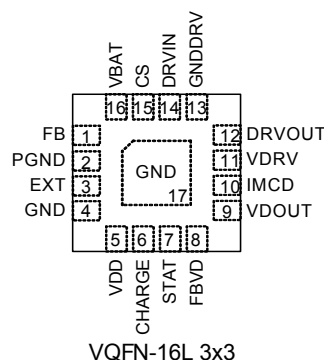 VBAT
CS
DRVIN
GNDDRV
16 15 14 13
FB 1
PGND 2
EXT 3
GND 4
GND
17
12 DRVOUT
11 VDRV
10 IMCD
9 VDOUT
5 6 7 8
VDD
CHARGE
STAT
FBVD
VQFN-16L 3x3